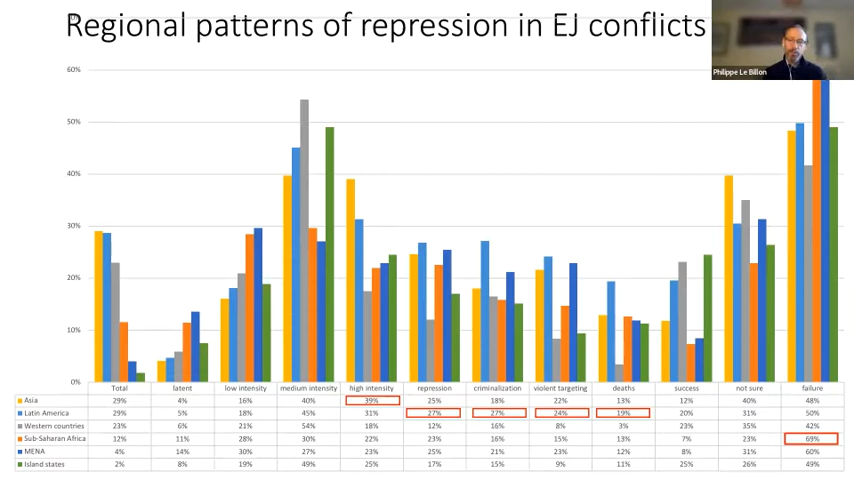 Regional patterns of repression in EJ conflicts
Philippe Le Billon
60%
50%
40%
30%
20%
10%
0%
Total latent low intensity medium intensity high intensity repression criminalization violent targeting deaths success not sure failure
Asia 29% 4% 16% 40% 39% 25% 18% 22% 13% 12% 40% 48%
Latin America 29% 5% 18% 45% 31% 27% 27% 24% 19% 20% 31% 50%
Western countries 23% 6% 21% 54% 18% 12% 16% 8% 3% 23% 35% 42%
Sub-Saharan Africa 12% 11% 28% 30% 22% 23% 16% 15% 13% 7% 23% 69%
MENA 4% 14% 30% 27% 23% 25% 21% 23% 12% 8% 31% 60%
Island states 2% 8% 19% 49% 25% 17% 15% 9% 11% 25% 26% 49%